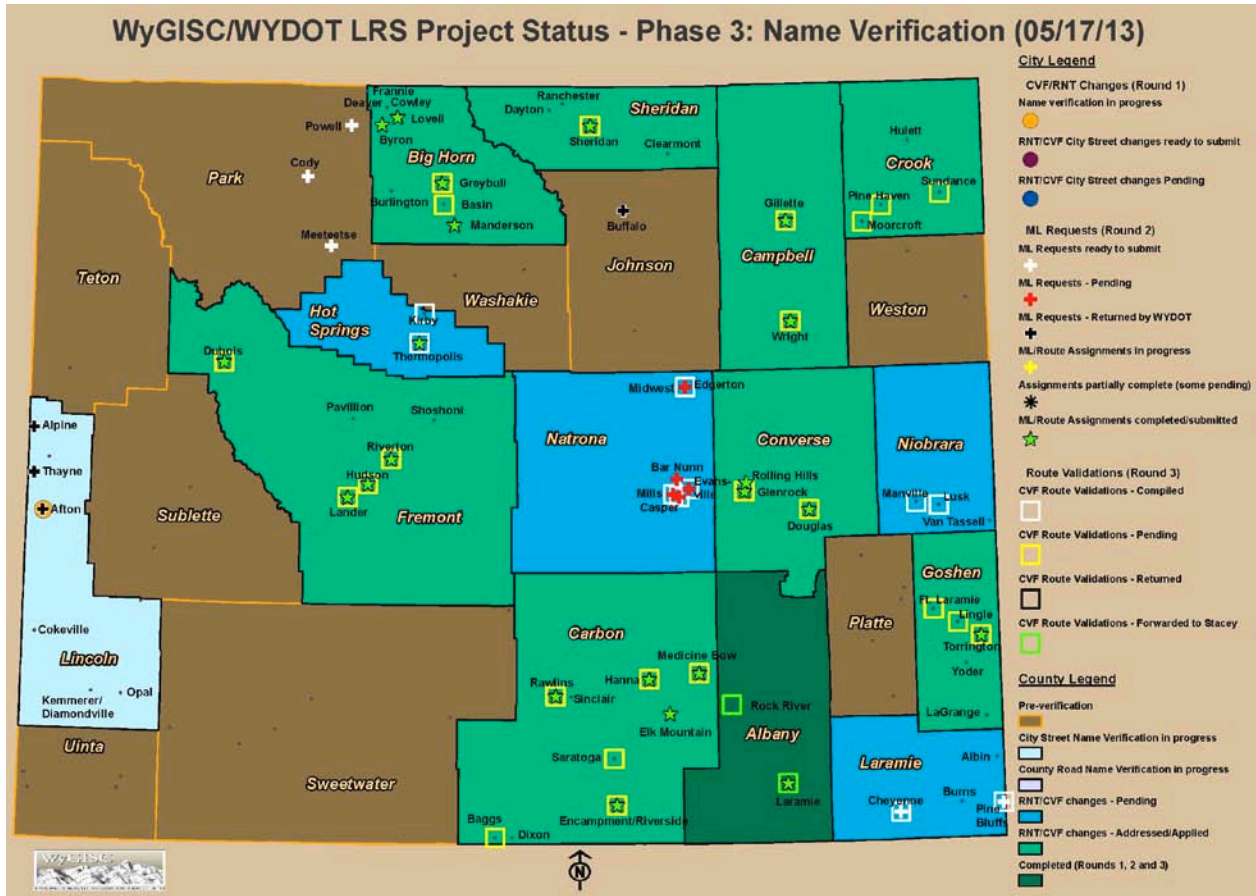 WyGISC/WYDOT LRS Project Status - Phase 3: Name Verification (05/17/13)
City Legend
CVF/RNT Changes (Round 1)
Name verification in progress
RNT/CVF City Street changes ready to submit
RNT/CVF City Street changes Pending
ML Requests (Round 2)
ML Requests ready to submit
ML Requests - Pending
ML Requests - Returned by WYDOT
ML/Route Assignments in progress
Assignments partially complete (some pending)
ML/Route Assignments completed/submitted
Route Validations (Round 3)
CVF Route Validations - Compiled
CVF Route Validations - Pending
CVF Route Validations - Returned
CVF Route Validations - Forwarded to Stacey
County Legend
Pre-verification
City Street Name Verification in progress
County Road Name Verification in progress
RNT/CVF changes - Pending
RNT/CVF changes - Addressed/Applied
Completed (Rounds 1, 2 and 3)
Park
Powell
Cody
Meeteetse
Teton
Frannie
Deaver
Cowley
Lovell
Byron
Big Horn
Greybull
Burlington
Basin
Manderson
Ranchester
Dayton
Sheridan
Sheridan
Clearmont
Buffalo
Johnson
Gillette
Campbell
Wright
Hulett
Crook
Sundance
Pine Haven
Moorcroft
Weston
Washakie
Hot
Springs
Kirby
Thermopolis
Dubois
Pavillion
Shoshoni
Riverton
Hudson
Lander
Fremont
Alpine
Thayne
Afton
Sublette
Midwest
Edgerton
Natrona
Bar Nunn
Evans-
ville
Mills
Casper
Converse
Rolling Hills
Glenrock
Douglas
Niobrara
Manville
Lusk
Van Tassell
Goshen
Ft. Laramie
Lingle
Torrington
Yoder
LaGrange
Platte
Cokeville
Lincoln
Kemmerer/
Diamondville
Opal
Uinta
Sweetwater
Carbon
Medicine Bow
Hanna
Rawlins
Sinclair
Elk Mountain
Saratoga
Encampment/Riverside
Baggs
Dixon
Rock River
Albany
Laramie
Laramie
Cheyenne
Albin
Burns
Pine
Bluffs
WyGISC
N